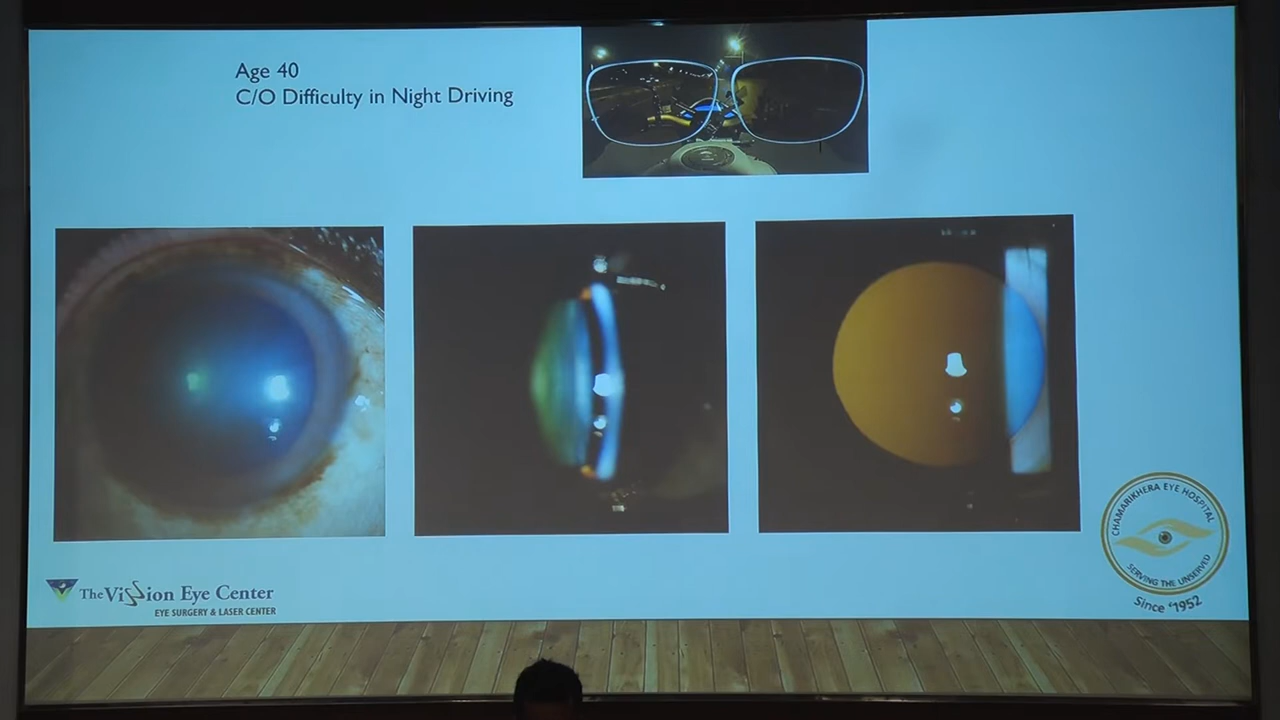 Age 40
C/O Difficulty in Night Driving
The Vission Eye Center
EYE SURGERY & LASER CENTER
CHAMARIKHERA EYE HOSPITAL
SERVING THE UNSERVED
Since '1952